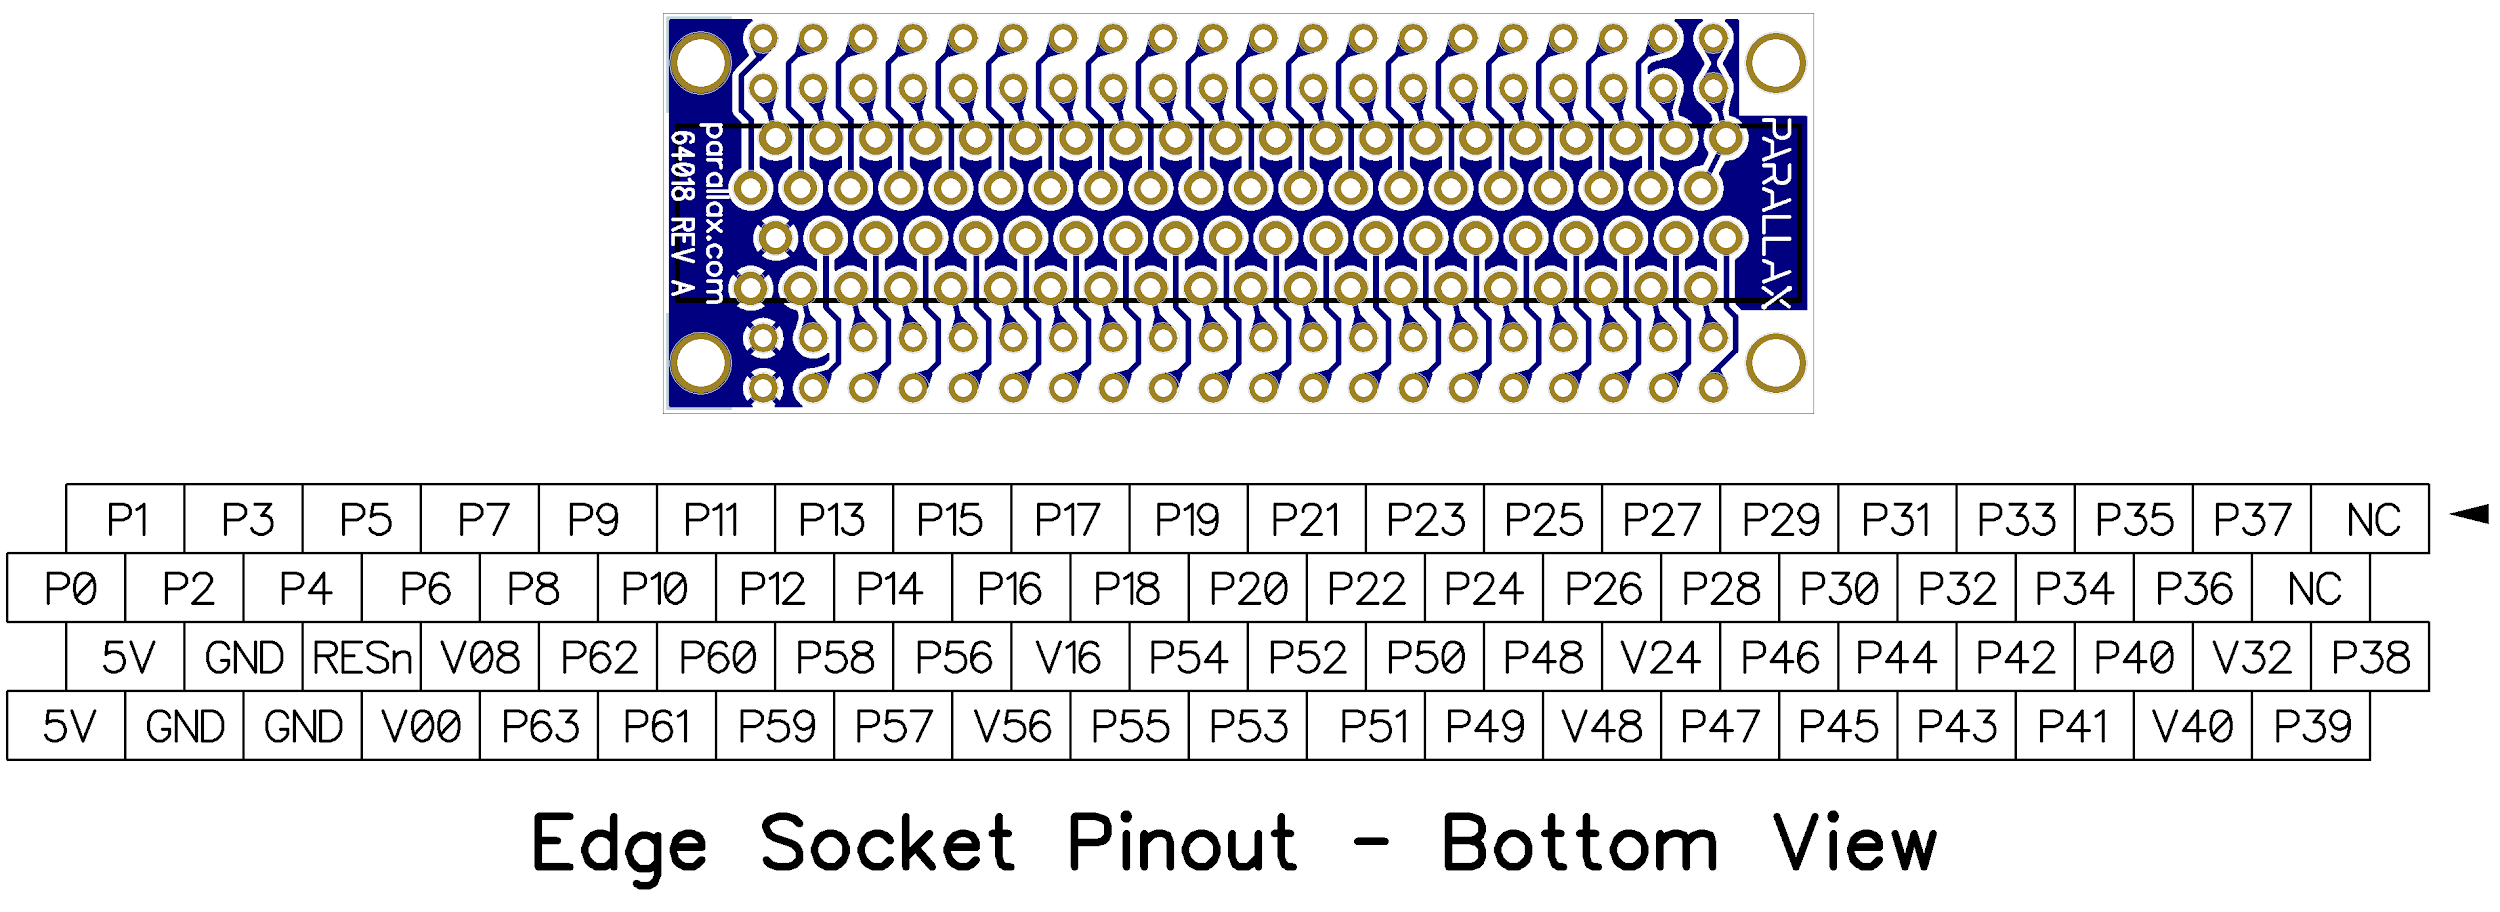 parallax.com
64018 REV A
PARALLAX
P1 P3 P5 P7 P9 P11 P13 P15 P17 P19 P21 P23 P25 P27 P29 P31 P33 P35 P37 NC
P0 P2 P4 P6 P8 P10 P12 P14 P16 P18 P20 P22 P24 P26 P28 P30 P32 P34 P36 NC
5V GND RESn V08 P62 P60 P58 P56 V16 P54 P52 P50 P48 V24 P46 P44 P42 P40 V32 P38
5V GND GND V00 P63 P61 P59 P57 V56 P55 P53 P51 P49 V48 P47 P45 P43 P41 V40 P39
Edge Socket Pinout - Bottom View